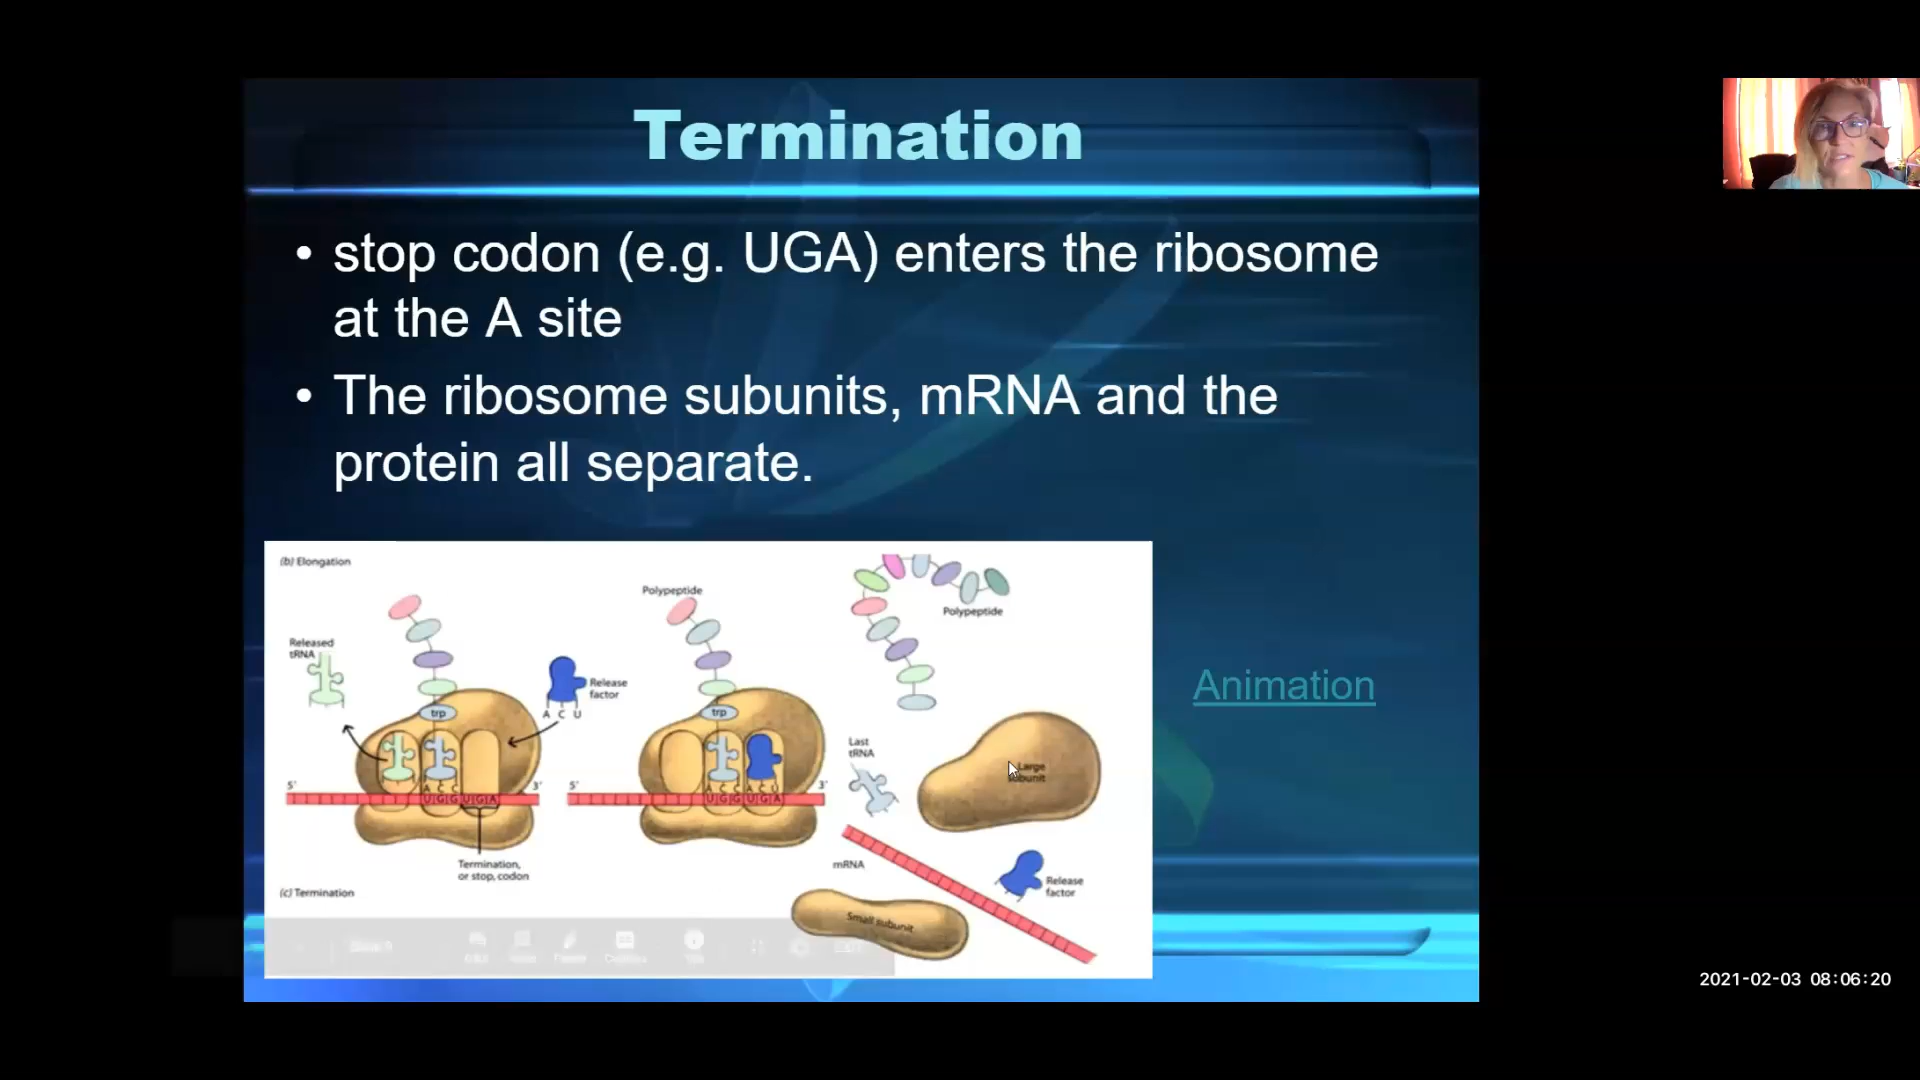 Termination
• stop codon (e.g. UGA) enters the ribosome
at the A site
• The ribosome subunits, mRNA and the
protein all separate.
(b) Elongation
Released
tRNA
trp
Release
factor
A C U
5'
3'
A C C
U G G U G A
Termination,
or stop, codon
(c) Termination
Polypeptide
trp
5'
3'
A C C A C U
U G G U G A
Polypeptide
Last
tRNA
Large
subunit
mRNA
Release
factor
Small subunit
Animation
2021-02-03 08:06:20